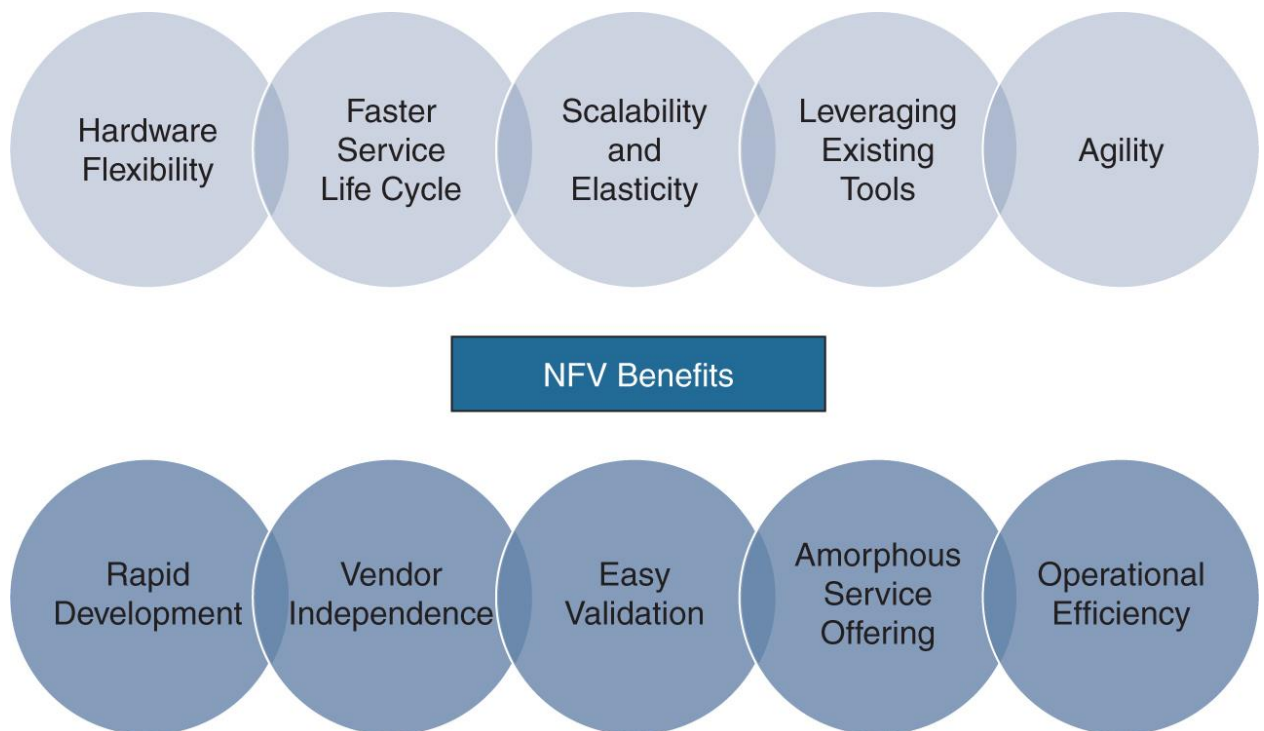 Hardware
Flexibility
Faster
Service
Life Cycle
Scalability
and
Elasticity
Leveraging
Existing
Tools
Agility
NFV Benefits
Rapid
Development
Vendor
Independence
Easy
Validation
Amorphous
Service
Offering
Operational
Efficiency